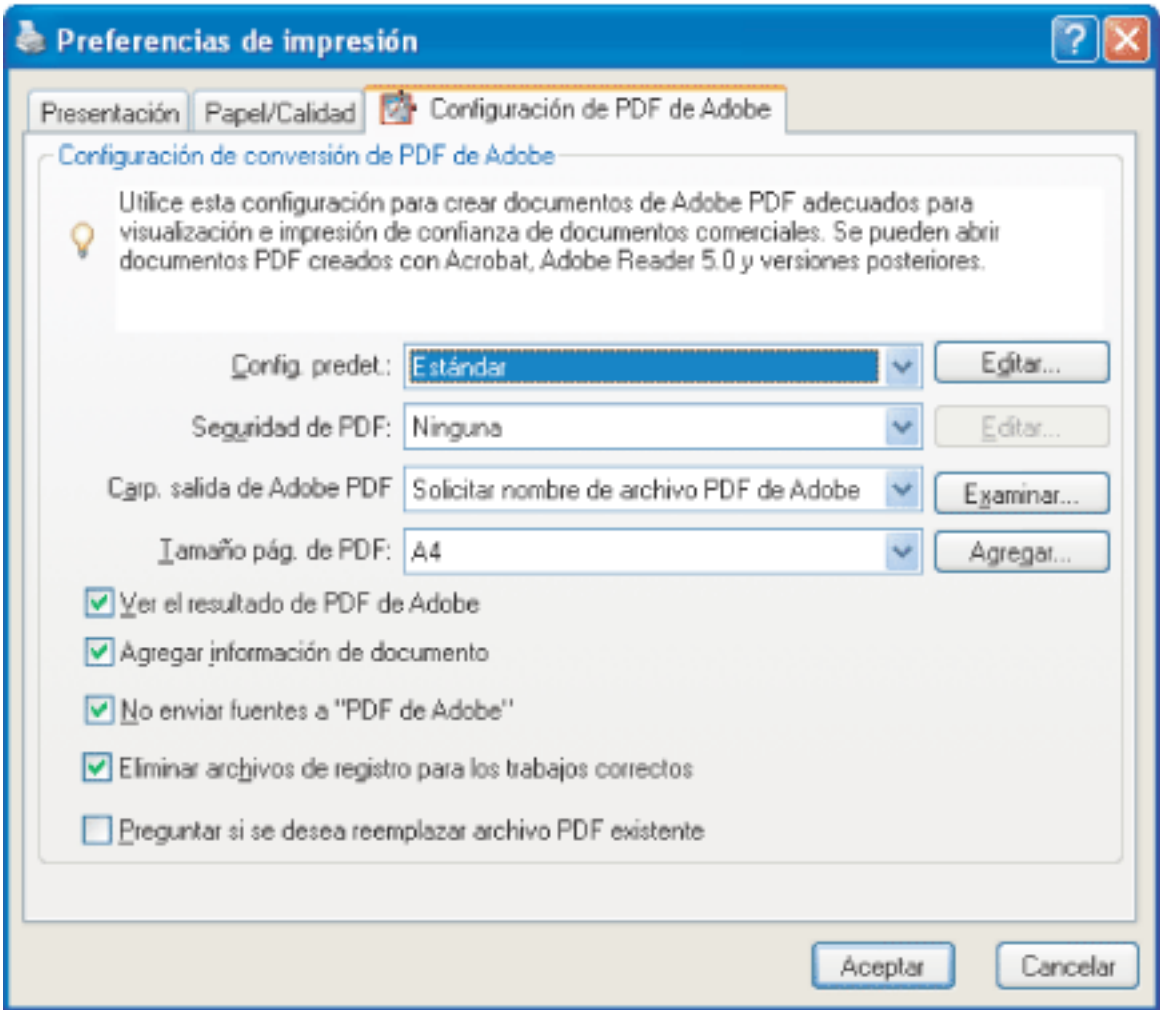 Preferencias de impresión
Presentación Papel/Calidad Configuración de PDF de Adobe
Configuración de conversión de PDF de Adobe
Utilice esta configuración para crear documentos de Adobe PDF adecuados para
visualización e impresión de confianza de documentos comerciales. Se pueden abrir
documentos PDF creados con Acrobat, Adobe Reader 5.0 y versiones posteriores.
Config. predet.: Estándar Editar...
Seguridad de PDF: Ninguna Editar...
Carp. salida de Adobe PDF Solicitar nombre de archivo PDF de Adobe Examinar...
Tamaño pág. de PDF: A4 Agregar...
Ver el resultado de PDF de Adobe
Agregar información de documento
No enviar fuentes a "PDF de Adobe"
Eliminar archivos de registro para los trabajos correctos
Preguntar si se desea reemplazar archivo PDF existente
Aceptar Cancelar